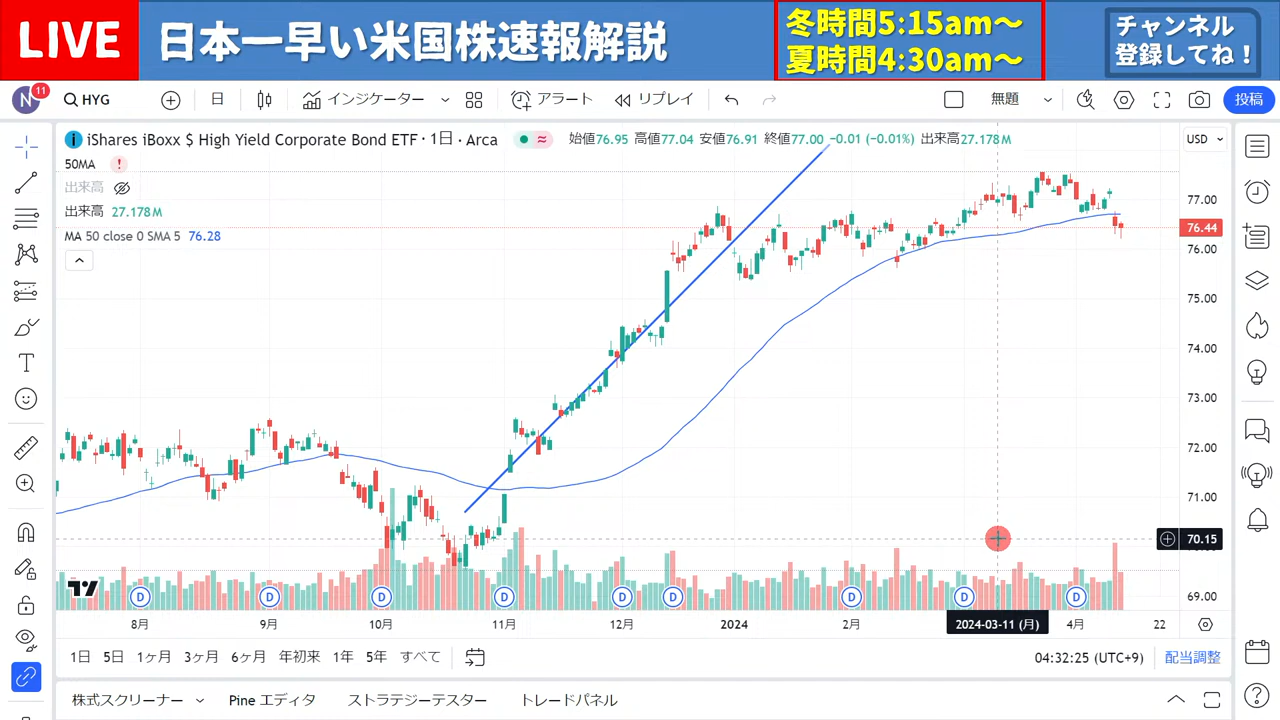 LIVE
日本一早い米国株速報解説
冬時間5:15am〜
夏時間4:30am〜
チャンネル
登録してね！
N
11
HYG
日
インジケーター
アラート
リプレイ
無題
投稿
iShares iBoxx $ High Yield Corporate Bond ETF · 1日 · Arca
始値76.95 高値77.04 安値76.91 終値77.00 −0.01 (−0.01%) 出来高27.178M
USD
50MA
出来高
出来高 27.178M
MA 50 close 0 SMA 5 76.28
77.00
76.44
76.00
75.00
74.00
73.00
72.00
71.00
70.15
69.00
D D D D D D D D D
8月 9月 10月 11月 12月 2024 2月 2024-03-11 (月) 4月 22
1日 5日 1ヶ月 3ヶ月 6ヶ月 年初来 1年 5年 すべて
04:32:25 (UTC+9)
配当調整
株式スクリーナー
Pine エディタ
ストラテジーテスター
トレードパネル